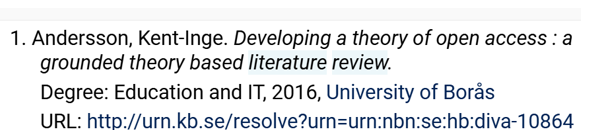 1. Andersson, Kent-Inge. Developing a theory of open access : a
grounded theory based literature review.
Degree: Education and IT, 2016, University of Borås
URL: http://urn.kb.se/resolve?urn=urn:nbn:se:hb:diva-10864